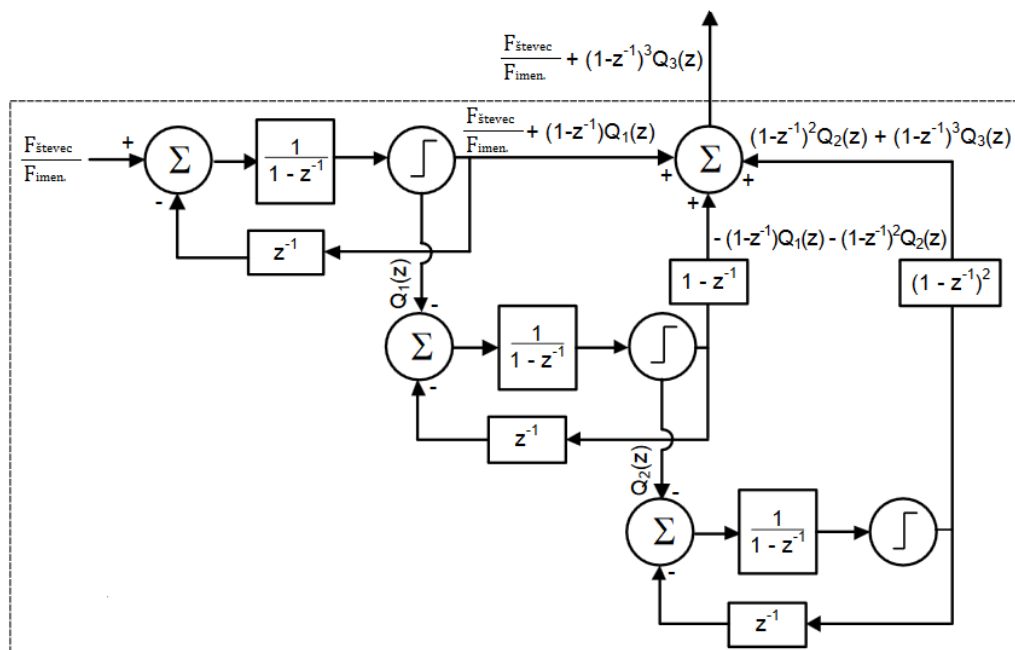 Fštevec
Fimen. + (1-z⁻¹)³Q₃(z)
Fštevec
Fimen.
+
-
Σ
1
1 - z⁻¹
Fštevec
Fimen. + (1-z⁻¹)Q₁(z)
Σ
+
+
+
(1-z⁻¹)²Q₂(z) + (1-z⁻¹)³Q₃(z)
z⁻¹
- (1-z⁻¹)Q₁(z) - (1-z⁻¹)²Q₂(z)
1 - z⁻¹
(1 - z⁻¹)²
Q₁(z)
-
Σ
-
1
1 - z⁻¹
z⁻¹
Q₂(z)
-
Σ
-
1
1 - z⁻¹
z⁻¹